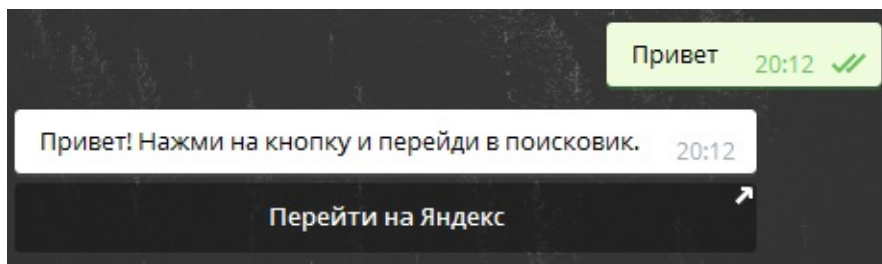 Привет 20:12
Привет! Нажми на кнопку и перейди в поисковик. 20:12
Перейти на Яндекс